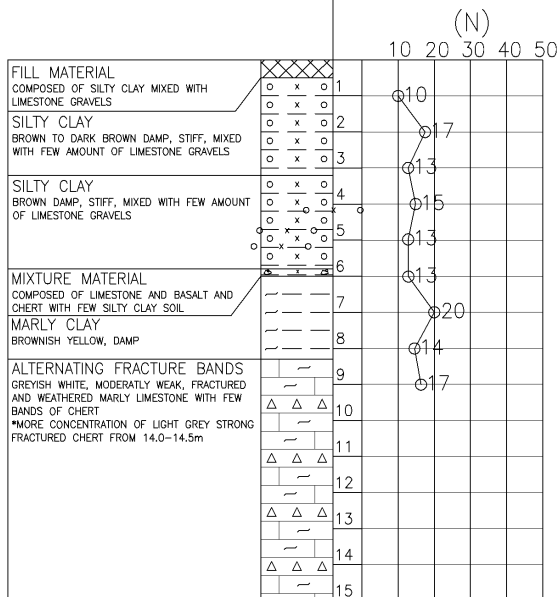 (N)
10 20 30 40 50
FILL MATERIAL
COMPOSED OF SILTY CLAY MIXED WITH
LIMESTONE GRAVELS
SILTY CLAY
BROWN TO DARK BROWN DAMP, STIFF, MIXED
WITH FEW AMOUNT OF LIMESTONE GRAVELS
SILTY CLAY
BROWN DAMP, STIFF, MIXED WITH FEW AMOUNT
OF LIMESTONE GRAVELS
MIXTURE MATERIAL
COMPOSED OF LIMESTONE AND BASALT AND
CHERT WITH FEW SILTY CLAY SOIL
MARLY CLAY
BROWNISH YELLOW, DAMP
ALTERNATING FRACTURE BANDS
GREYISH WHITE, MODERATLY WEAK, FRACTURED
AND WEATHERED MARLY LIMESTONE WITH FEW
BANDS OF CHERT
*MORE CONCENTRATION OF LIGHT GREY STRONG
FRACTURED CHERT FROM 14.0-14.5m
1
2
3
4
5
6
7
8
9
10
11
12
13
14
15
10
17
13
15
13
13
20
14
17